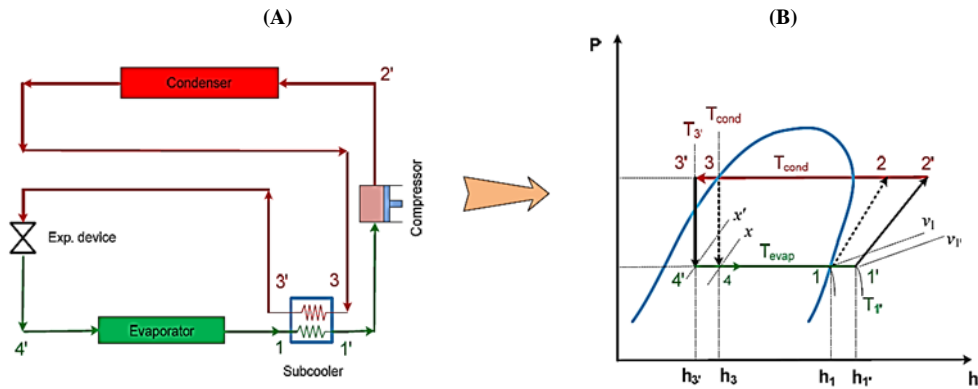 (A)
(B)
Condenser
2'
Compressor
Exp. device
3'
3
4'
Evaporator
1
1'
Subcooler
P
T3'
Tcond
3'
3
Tcond
2
2'
x'
x
v1
v1'
Tevap
4'
4
1
1'
T1'
h3'
h3
h1
h1'
h